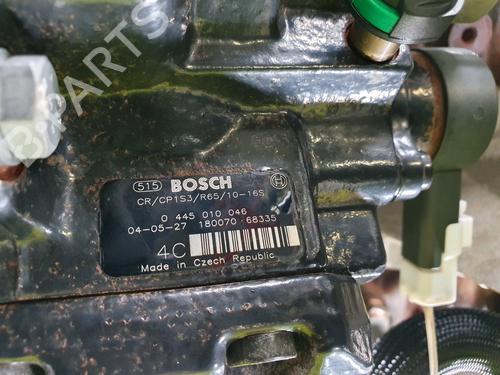 B-PARTS
515 BOSCH
CR/CP1S3/R65/10-16S
0 445 010 046
04-05-27 180070 68335
4C
Made in Czech Republic